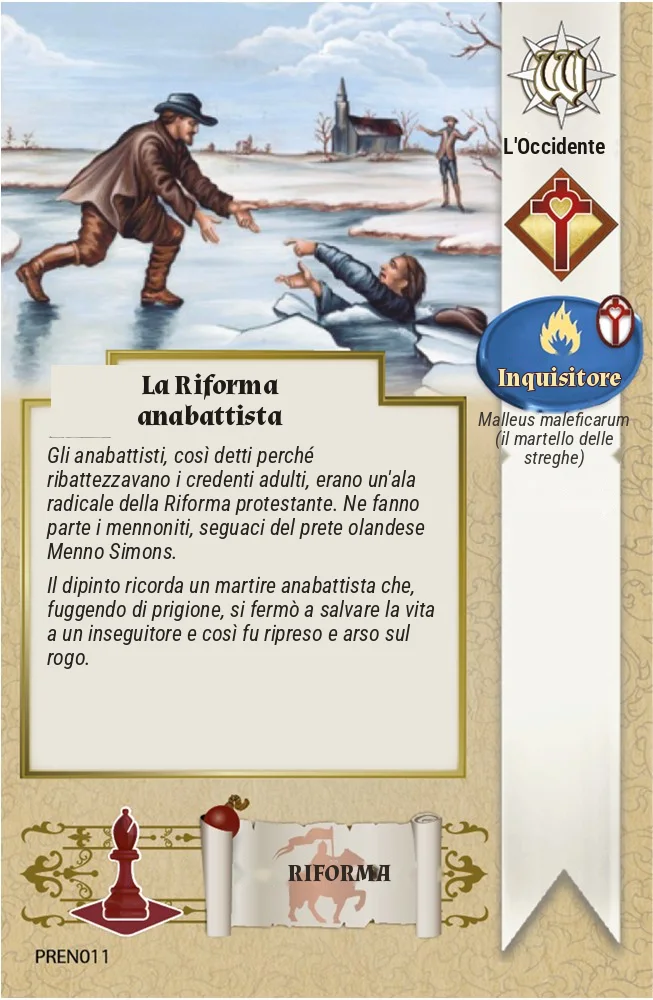 W
L'Occidente
Inquisitore
Malleus maleficarum
(il martello delle
streghe)
La Riforma
anabattista
Gli anabattisti, così detti perché
ribattezzavano i credenti adulti, erano un'ala
radicale della Riforma protestante. Ne fanno
parte i mennoniti, seguaci del prete olandese
Menno Simons.
Il dipinto ricorda un martire anabattista che,
fuggendo di prigione, si fermò a salvare la vita
a un inseguitore e così fu ripreso e arso sul
rogo.
RIFORMA
PREN011